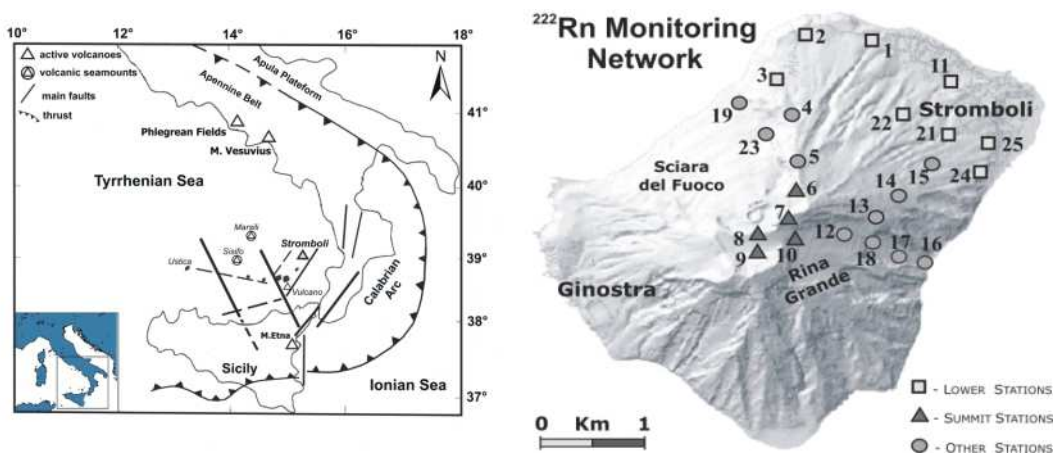 10°
12°
14°
16°
18°
active volcanoes
volcanic seamounts
main faults
thrust
N
Apula Plateform
Apennine Belt
41°
40°
39°
38°
37°
Phlegrean Fields
M. Vesuvius
Tyrrhenian Sea
Marsili
Sisifo
Stromboli
Ustica
Vulcano
Calabrian
Arc
M.Etna
Sicily
Ionian Sea
222Rn Monitoring
Network
2
1
3
11
19
4
Stromboli
22
23
21
25
5
15
24
Sciara
del Fuoco
6
14
7
13
8
12
10
9
17
16
18
Rina
Grande
Ginostra
- LOWER STATIONS
- SUMMIT STATIONS
- OTHER STATIONS
0 Km 1